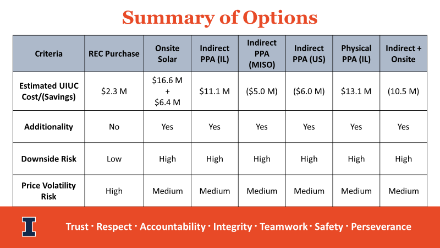 Summary of Options
Criteria REC Purchase Onsite Solar Indirect PPA (IL) Indirect PPA (MISO) Indirect PPA (US) Physical PPA (IL) Indirect + Onsite
Estimated UIUC Cost/(Savings) $2.3 M $16.6 M + $6.4 M $11.1 M ($5.0 M) ($6.0 M) $13.1 M (10.5 M)
Additionality No Yes Yes Yes Yes Yes Yes
Downside Risk Low High High High High High High
Price Volatility Risk High Medium Medium Medium Medium Medium Medium
I Trust · Respect · Accountability · Integrity · Teamwork · Safety · Perseverance